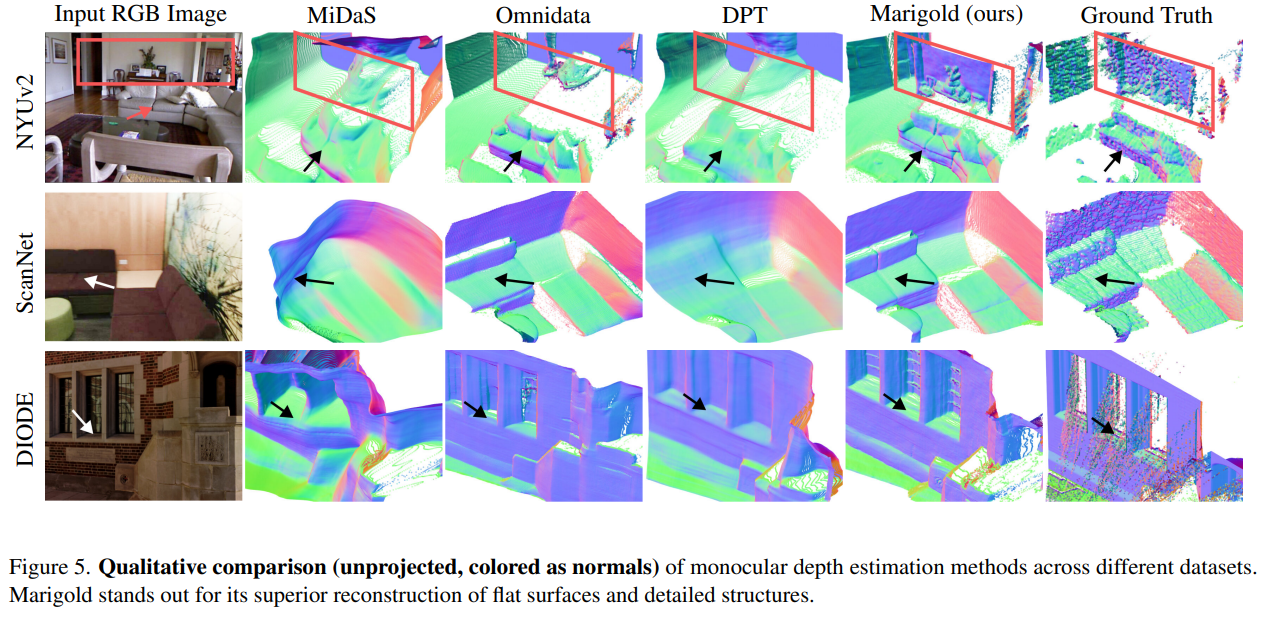 Input RGB Image MiDaS Omnidata DPT Marigold (ours) Ground Truth
NYUv2
ScanNet
DIODE
Figure 5. Qualitative comparison (unprojected, colored as normals) of monocular depth estimation methods across different datasets.
Marigold stands out for its superior reconstruction of flat surfaces and detailed structures.